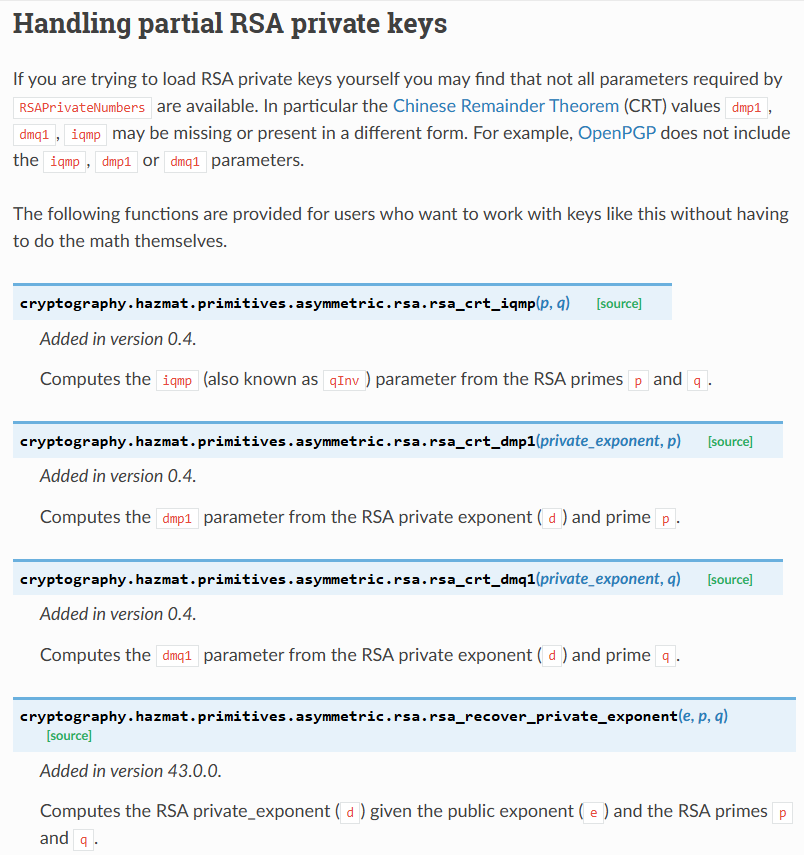 Handling partial RSA private keys
If you are trying to load RSA private keys yourself you may find that not all parameters required by
RSAPrivateNumbers are available. In particular the Chinese Remainder Theorem (CRT) values dmp1,
dmq1, iqmp may be missing or present in a different form. For example, OpenPGP does not include
the iqmp, dmp1 or dmq1 parameters.
The following functions are provided for users who want to work with keys like this without having
to do the math themselves.
cryptography.hazmat.primitives.asymmetric.rsa.rsa_crt_iqmp(p, q) [source]
Added in version 0.4.
Computes the iqmp (also known as qInv) parameter from the RSA primes p and q.
cryptography.hazmat.primitives.asymmetric.rsa.rsa_crt_dmp1(private_exponent, p) [source]
Added in version 0.4.
Computes the dmp1 parameter from the RSA private exponent (d) and prime p.
cryptography.hazmat.primitives.asymmetric.rsa.rsa_crt_dmq1(private_exponent, q) [source]
Added in version 0.4.
Computes the dmq1 parameter from the RSA private exponent (d) and prime q.
cryptography.hazmat.primitives.asymmetric.rsa.rsa_recover_private_exponent(e, p, q)
[source]
Added in version 43.0.0.
Computes the RSA private_exponent (d) given the public exponent (e) and the RSA primes p
and q.